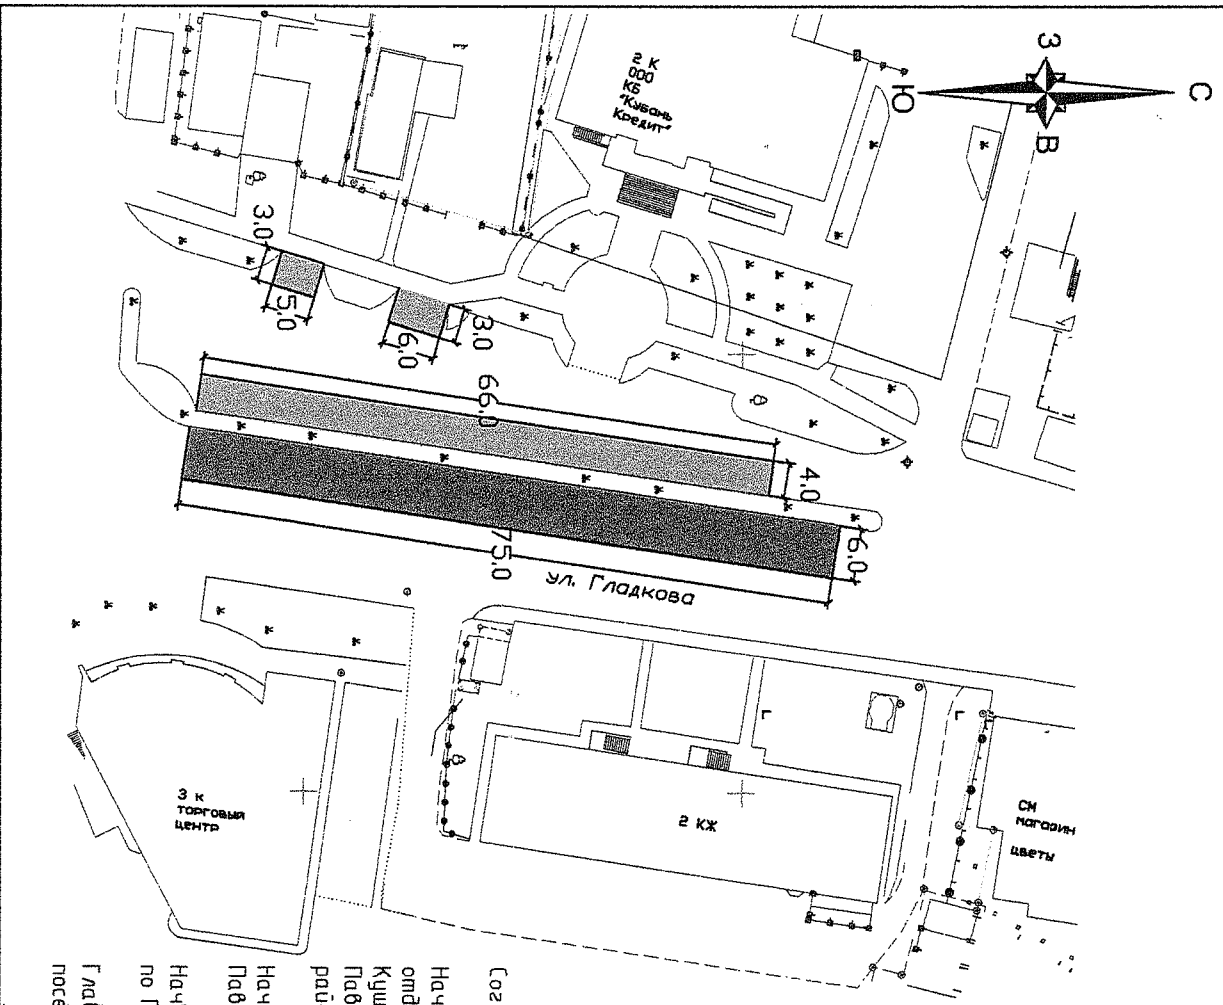 С
З
В
Ю
2 К
ООО
КБ
"Кубань
Кредит"
3,0
5,0
3,0
6,0
66,0
4,0
6,0
75,0
ул. Гладкова
3 к
торговый
центр
2 КЖ
СМ
магазин
цветы
Г
Г
Сог
Нач
отд
Кущ
Пав
рай
Нач
Пав
Нач
по П
Глав
посе